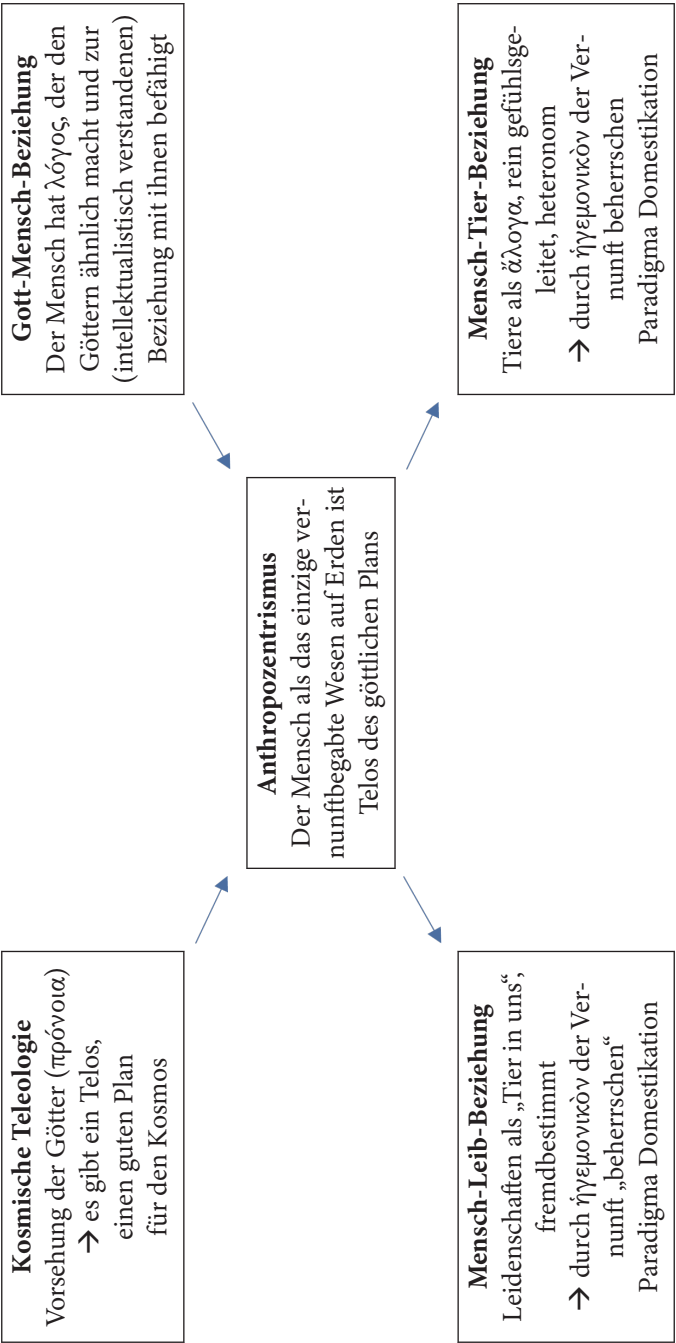 Kosmische Teleologie
Vorsehung der Götter (πρόνοια)
→ es gibt ein Telos,
einen guten Plan
für den Kosmos
Gott-Mensch-Beziehung
Der Mensch hat λόγος, der den
Göttern ähnlich macht und zur
(intellektualistisch verstandenen)
Beziehung mit ihnen befähigt
Anthropozentrismus
Der Mensch als das einzige ver-
nunftbegabte Wesen auf Erden ist
Telos des göttlichen Plans
Mensch-Leib-Beziehung
Leidenschaften als „Tier in uns“,
fremdbestimmt
→ durch ἡγεμονικὸν der Ver-
nunft „beherrschen“
Paradigma Domestikation
Mensch-Tier-Beziehung
Tiere als ἄλογα, rein gefühlsge-
leitet, heteronom
→ durch ἡγεμονικὸν der Ver-
nunft beherrschen
Paradigma Domestikation